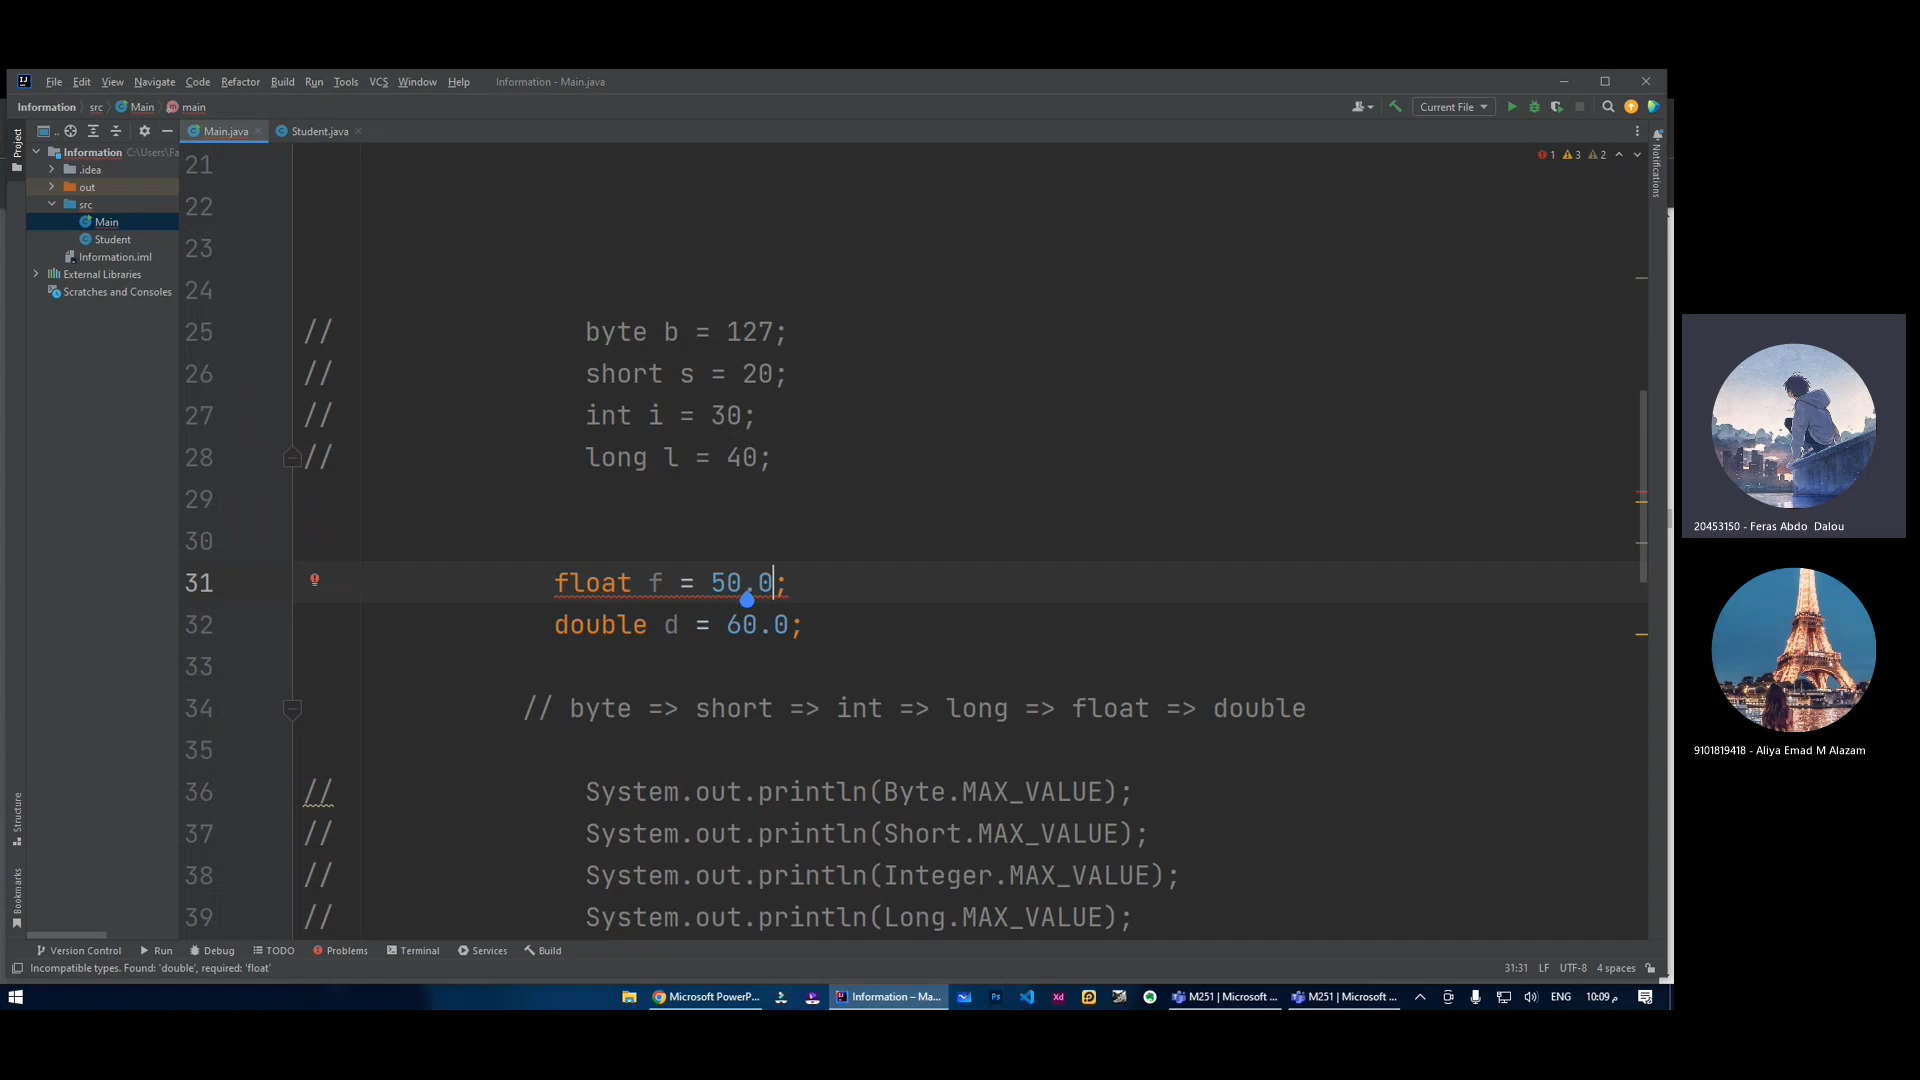 File Edit View Navigate Code Refactor Build Run Tools VCS Window Help Information - Main.java
Information src Main main
Current File
Project
Main.java Student.java
Information C:\Users\Fa
.idea
out
src
Main
Student
Information.iml
External Libraries
Scratches and Consoles
1 3 2
Notifications
21
22
23
24
25 // byte b = 127;
26 // short s = 20;
27 // int i = 30;
28 // long l = 40;
29
30
31 float f = 50.0;
32 double d = 60.0;
33
34 // byte => short => int => long => float => double
35
36 // System.out.println(Byte.MAX_VALUE);
37 // System.out.println(Short.MAX_VALUE);
38 // System.out.println(Integer.MAX_VALUE);
39 // System.out.println(Long.MAX_VALUE);
Structure
Bookmarks
Version Control Run Debug TODO Problems Terminal Services Build
Incompatible types. Found: 'double', required: 'float'
31:31 LF UTF-8 4 spaces
Microsoft PowerP... Information – Ma... Ps Xd M251 | Microsoft ... M251 | Microsoft ... ENG 10:09 م
20453150 - Feras Abdo Dalou
9101819418 - Aliya Emad M Alazam